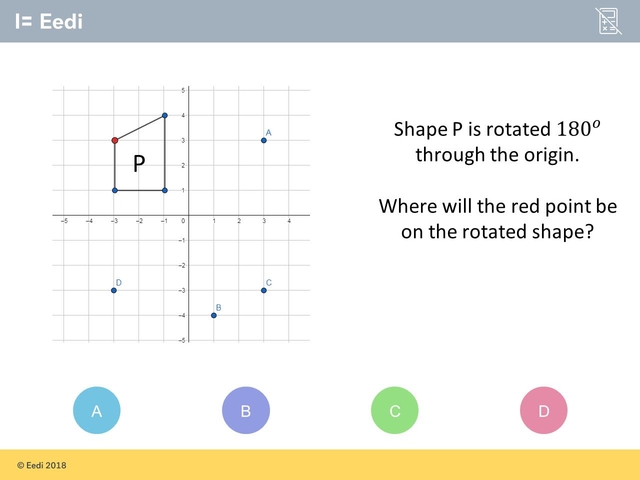 I= Eedi
Shape P is rotated 180°
through the origin.
Where will the red point be
on the rotated shape?
5
4
3
2
1
0
–1
–2
–3
–4
–5
–5 –4 –3 –2 –1 1 2 3 4
P
A
D
C
B
A B C D
© Eedi 2018